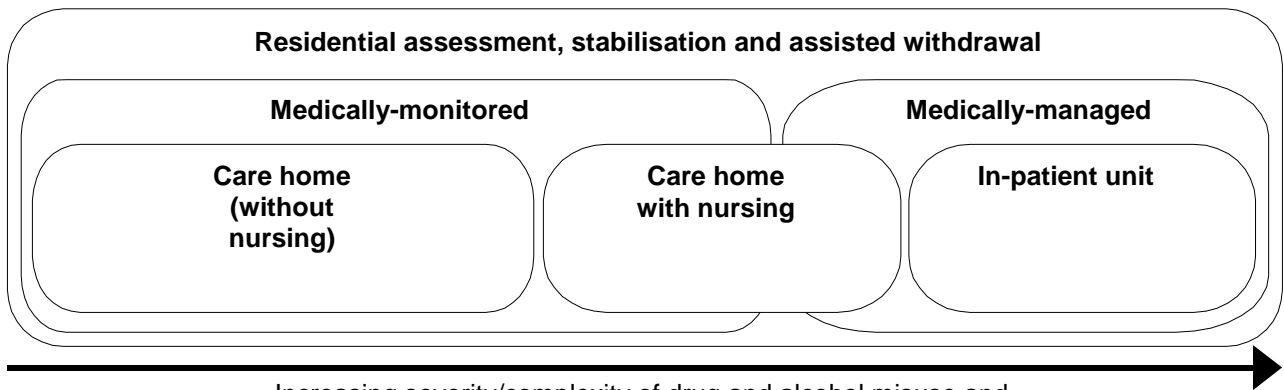 Residential assessment, stabilisation and assisted withdrawal
Medically-monitored
Medically-managed
Care home
(without
nursing)
Care home
with nursing
In-patient unit
Increasing severity/complexity of drug and alcohol misuse and